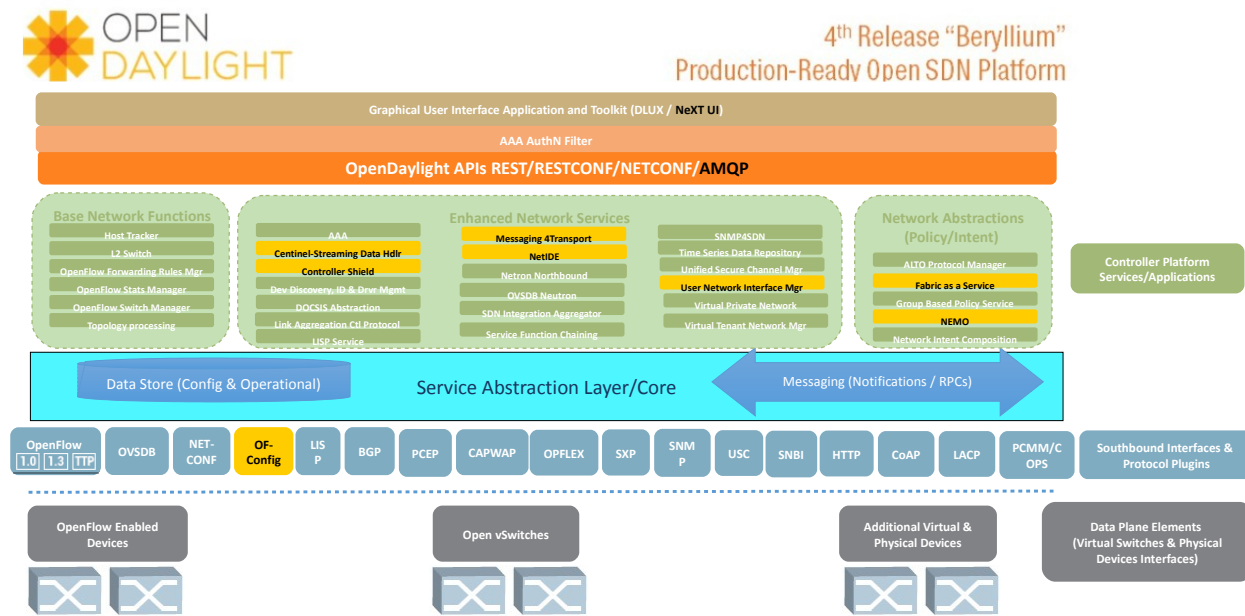 OPEN
DAYLIGHT
4th Release “Beryllium”
Production-Ready Open SDN Platform
Graphical User Interface Application and Toolkit (DLUX / NeXT UI)
AAA AuthN Filter
OpenDaylight APIs REST/RESTCONF/NETCONF/AMQP
Base Network Functions
Host Tracker
L2 Switch
OpenFlow Forwarding Rules Mgr
OpenFlow Stats Manager
OpenFlow Switch Manager
Topology processing
Enhanced Network Services
AAA
Centinel-Streaming Data Hdlr
Controller Shield
Dev Discovery, ID & Drvr Mgmt
DOCSIS Abstraction
Link Aggregation Ctl Protocol
LISP Service
Messaging 4Transport
NetIDE
Netron Northbound
OVSDB Neutron
SDN Integration Aggregator
Service Function Chaining
SNMP4SDN
Time Series Data Repository
Unified Secure Channel Mgr
User Network Interface Mgr
Virtual Private Network
Virtual Tenant Network Mgr
Network Abstractions
(Policy/Intent)
ALTO Protocol Manager
Fabric as a Service
Group Based Policy Service
NEMO
Network Intent Composition
Controller Platform
Services/Applications
Data Store (Config & Operational)
Service Abstraction Layer/Core
Messaging (Notifications / RPCs)
OpenFlow
1.0 1.3 TTP
OVSDB
NET-
CONF
OF-
Config
LIS
P
BGP
PCEP
CAPWAP
OPFLEX
SXP
SNM
P
USC
SNBI
HTTP
CoAP
LACP
PCMM/C
OPS
Southbound Interfaces &
Protocol Plugins
OpenFlow Enabled
Devices
Open vSwitches
Additional Virtual &
Physical Devices
Data Plane Elements
(Virtual Switches & Physical
Devices Interfaces)